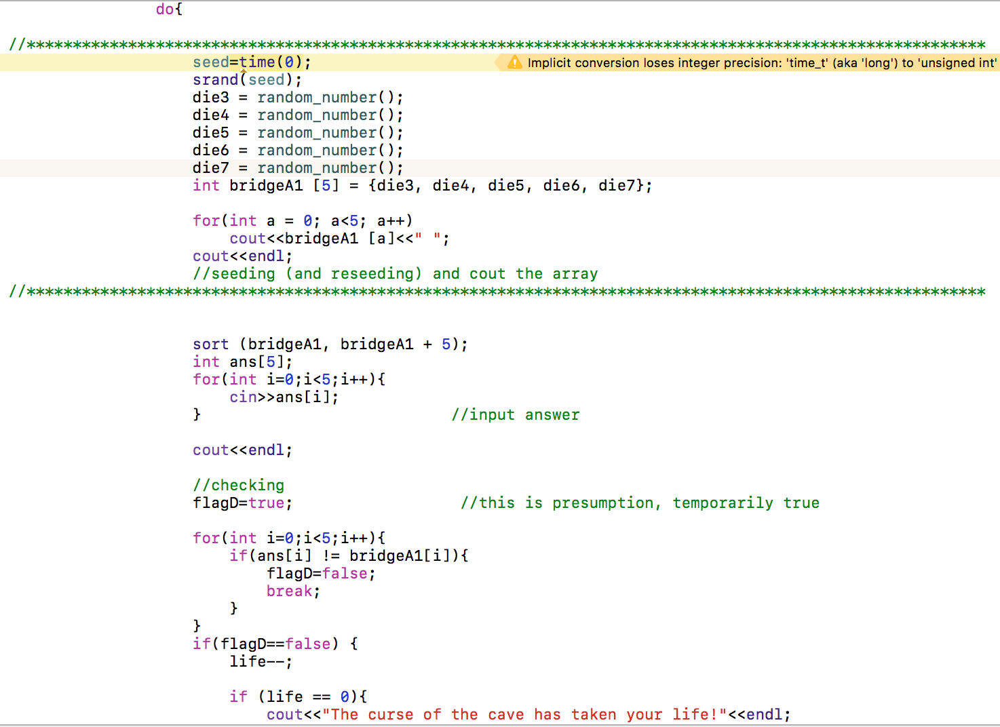 do{
//********************************************************************************************************
seed=time(0);
Implicit conversion loses integer precision: 'time_t' (aka 'long') to 'unsigned int'
srand(seed);
die3 = random_number();
die4 = random_number();
die5 = random_number();
die6 = random_number();
die7 = random_number();
int bridgeA1 [5] = {die3, die4, die5, die6, die7};
for(int a = 0; a<5; a++)
cout<<bridgeA1 [a]<<" ";
cout<<endl;
//seeding (and reseeding) and cout the array
//********************************************************************************************************
sort (bridgeA1, bridgeA1 + 5);
int ans[5];
for(int i=0;i<5;i++){
cin>>ans[i];
} //input answer
cout<<endl;
//checking
flagD=true; //this is presumption, temporarily true
for(int i=0;i<5;i++){
if(ans[i] != bridgeA1[i]){
flagD=false;
break;
}
}
if(flagD==false) {
life--;
if (life == 0){
cout<<"The curse of the cave has taken your life!"<<endl;